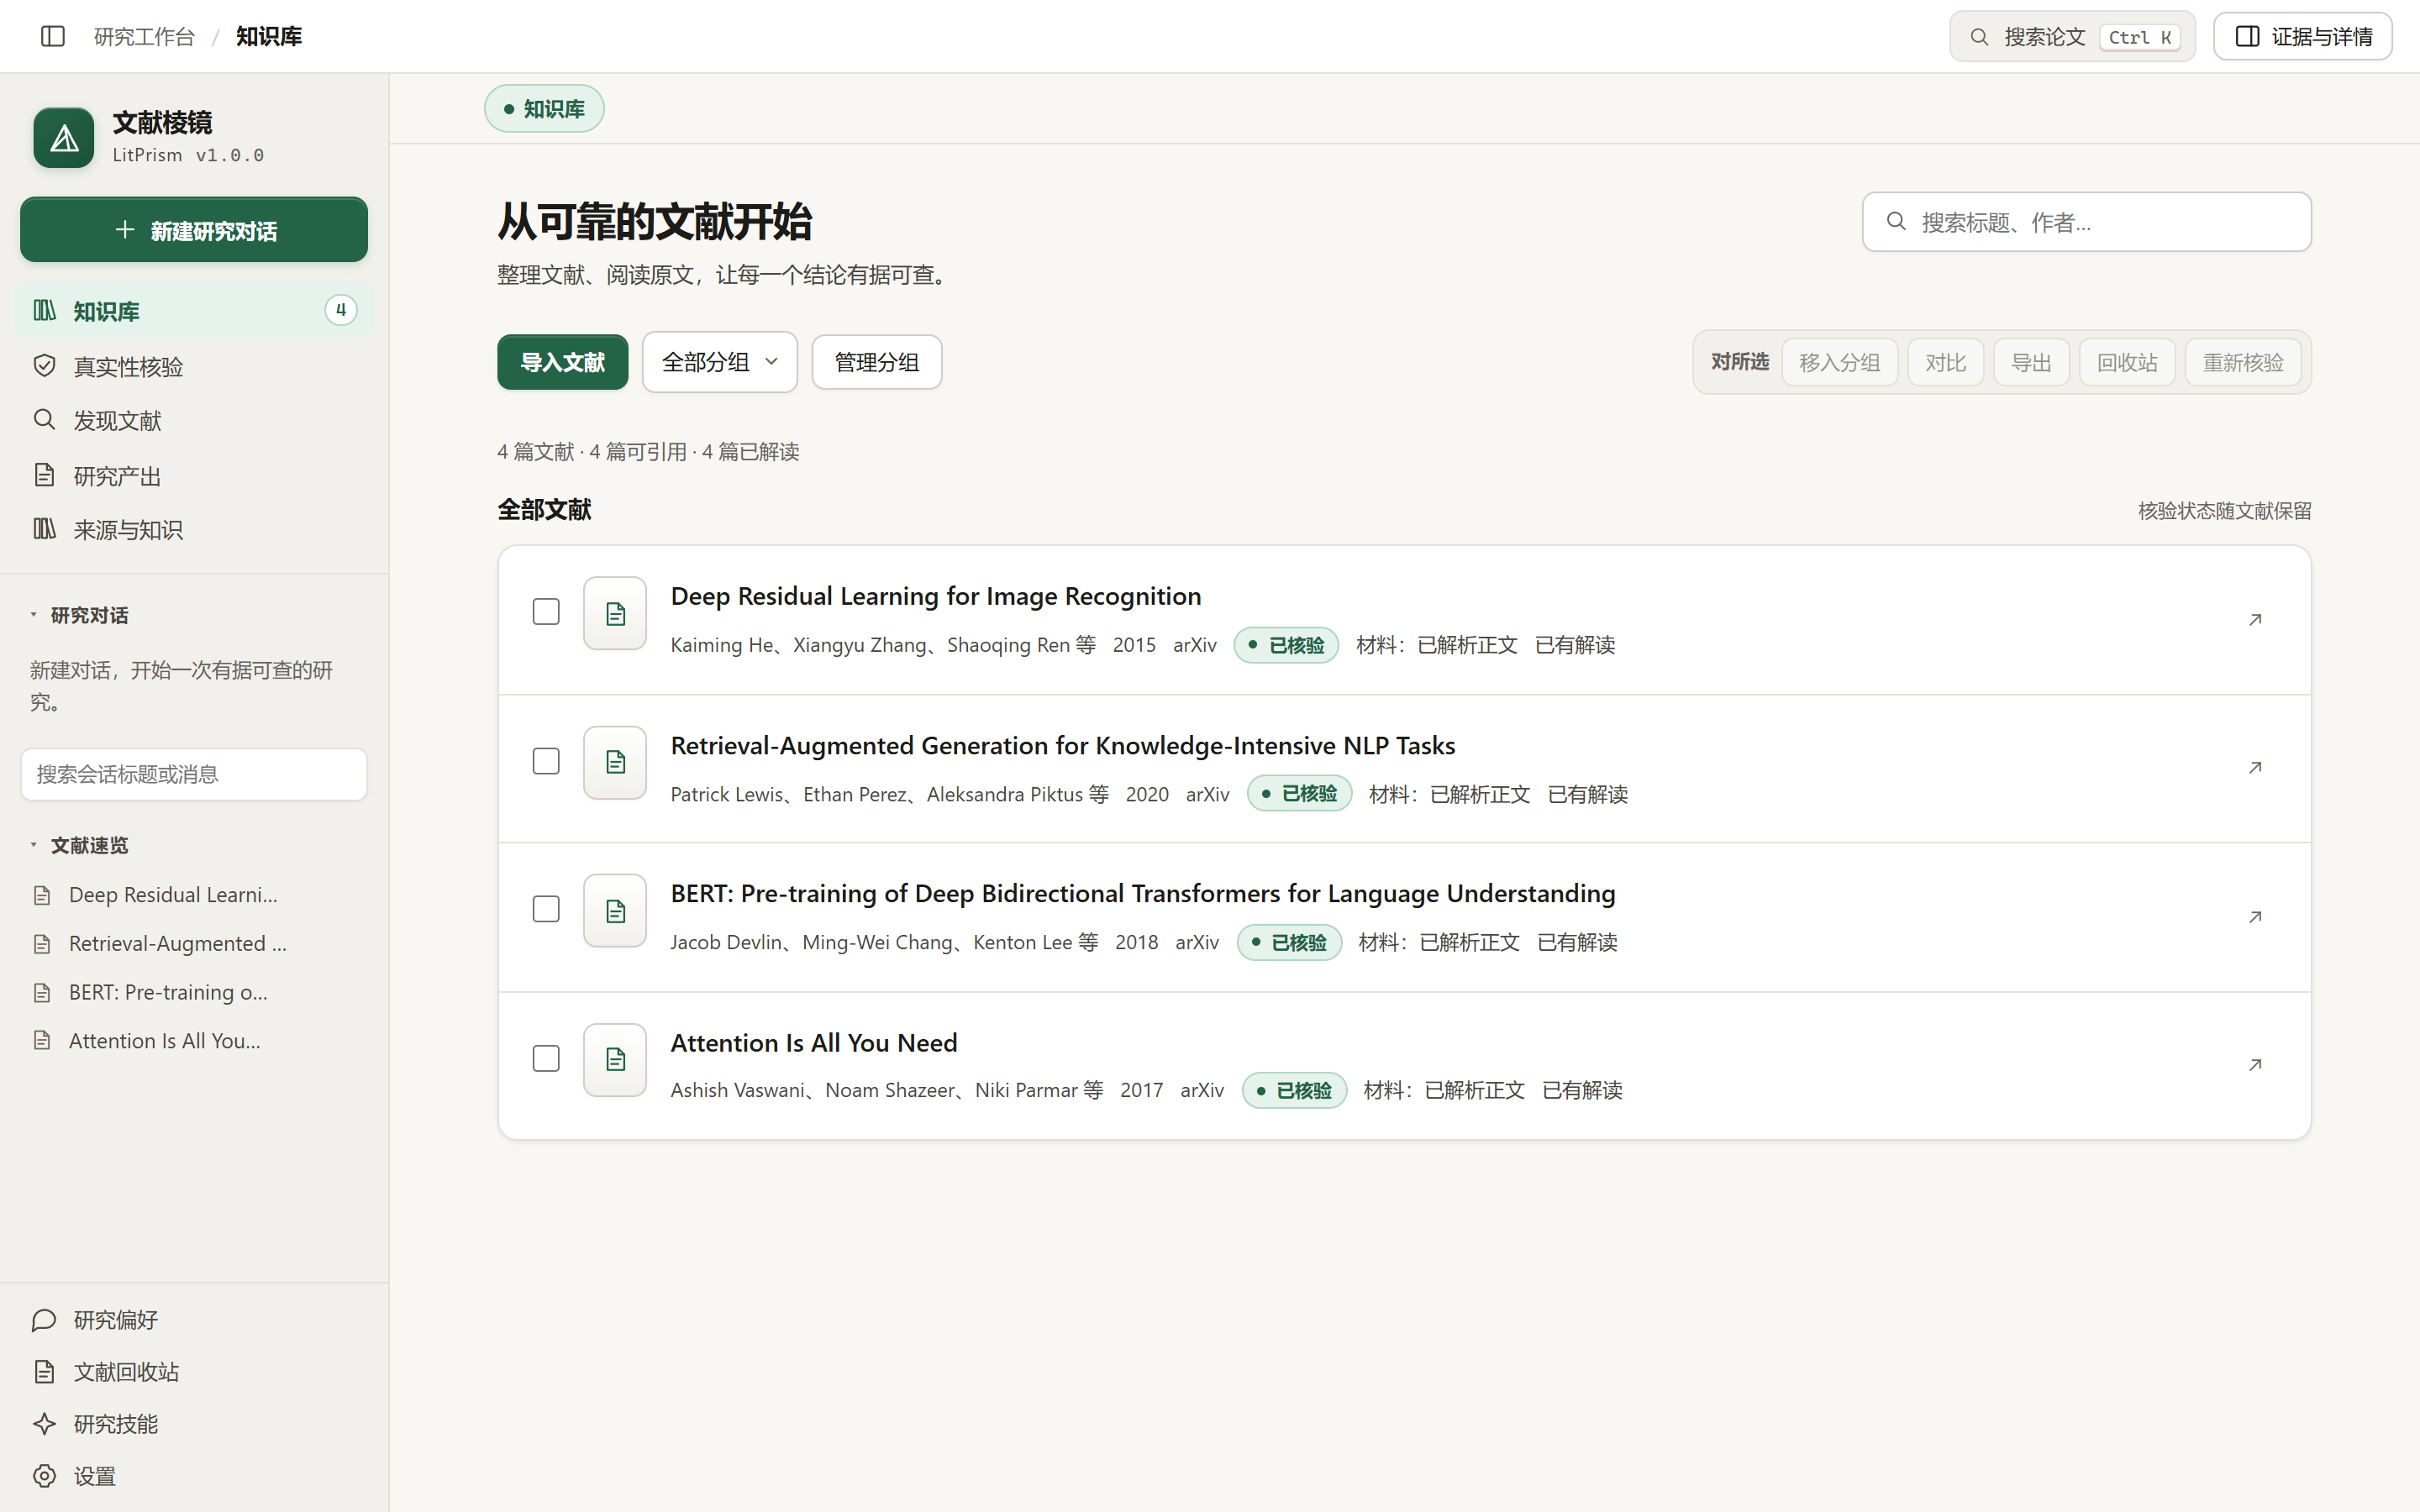 研究工作台 / 知识库
搜索论文 Ctrl K
证据与详情
文献棱镜
LitPrism v1.0.0
新建研究对话
知识库 4
真实性核验
发现文献
研究产出
来源与知识
研究对话
新建对话，开始一次有据可查的研
究。
搜索会话标题或消息
文献速览
Deep Residual Learni...
Retrieval-Augmented ...
BERT: Pre-training o...
Attention Is All You...
研究偏好
文献回收站
研究技能
设置
知识库
从可靠的文献开始
整理文献、阅读原文，让每一个结论有据可查。
搜索标题、作者...
导入文献 全部分组 管理分组
对所选 移入分组 对比 导出 回收站 重新核验
4 篇文献 · 4 篇可引用 · 4 篇已解读
全部文献
核验状态随文献保留
Deep Residual Learning for Image Recognition
Kaiming He、Xiangyu Zhang、Shaoqing Ren 等 2015 arXiv 已核验 材料：已解析正文 已有解读
Retrieval-Augmented Generation for Knowledge-Intensive NLP Tasks
Patrick Lewis、Ethan Perez、Aleksandra Piktus 等 2020 arXiv 已核验 材料：已解析正文 已有解读
BERT: Pre-training of Deep Bidirectional Transformers for Language Understanding
Jacob Devlin、Ming-Wei Chang、Kenton Lee 等 2018 arXiv 已核验 材料：已解析正文 已有解读
Attention Is All You Need
Ashish Vaswani、Noam Shazeer、Niki Parmar 等 2017 arXiv 已核验 材料：已解析正文 已有解读